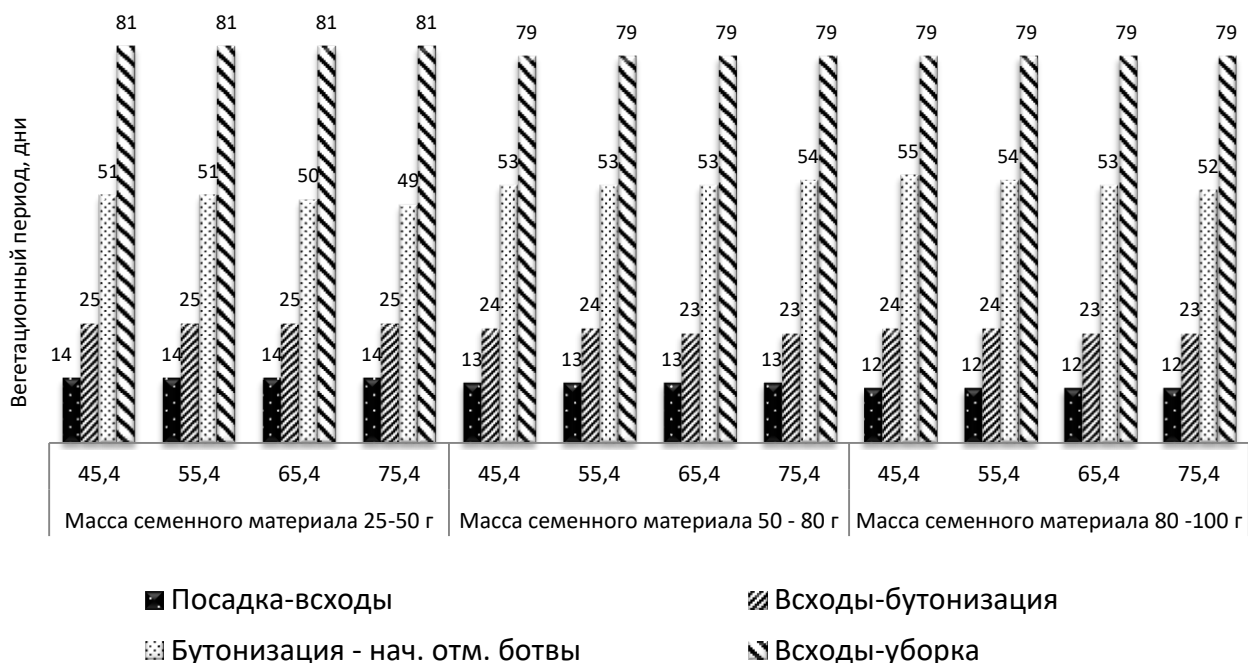 Вегетационный период, дни
81 81 81 81 79 79 79 79 79 79 79 79
51 51 50 49 53 53 53 54 55 54 53 52
25 25 25 25 24 24 23 23 24 24 23 23
14 14 14 14 13 13 13 13 12 12 12 12
45,4 55,4 65,4 75,4 45,4 55,4 65,4 75,4 45,4 55,4 65,4 75,4
Масса семенного материала 25-50 г Масса семенного материала 50 - 80 г Масса семенного материала 80 -100 г
Посадка-всходы Всходы-бутонизация
Бутонизация - нач. отм. ботвы Всходы-уборка